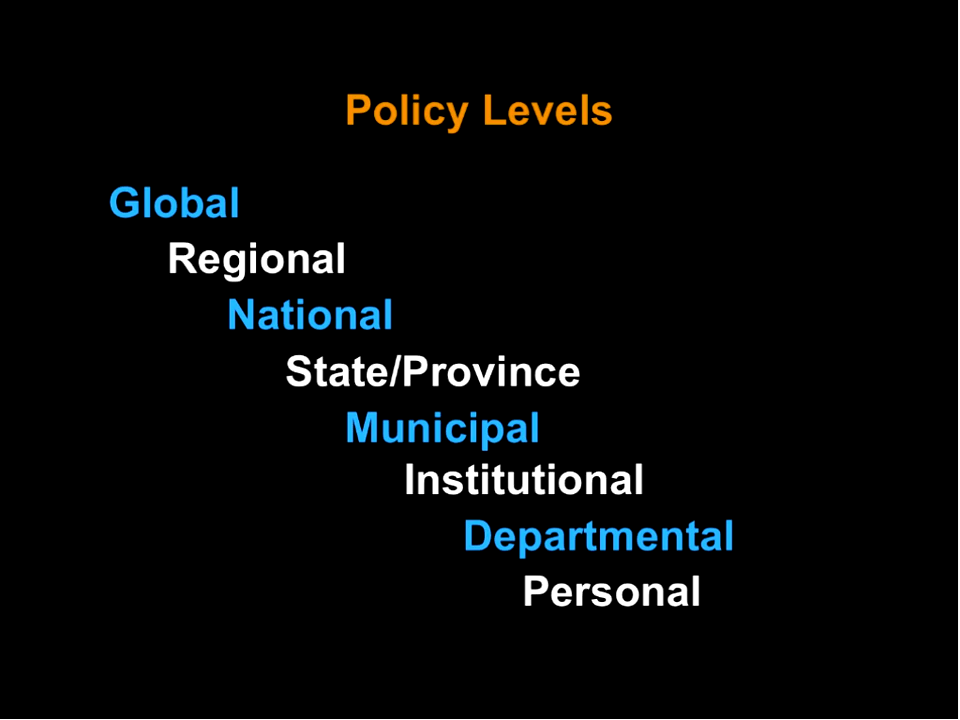 Policy Levels
Global
Regional
National
State/Province
Municipal
Institutional
Departmental
Personal